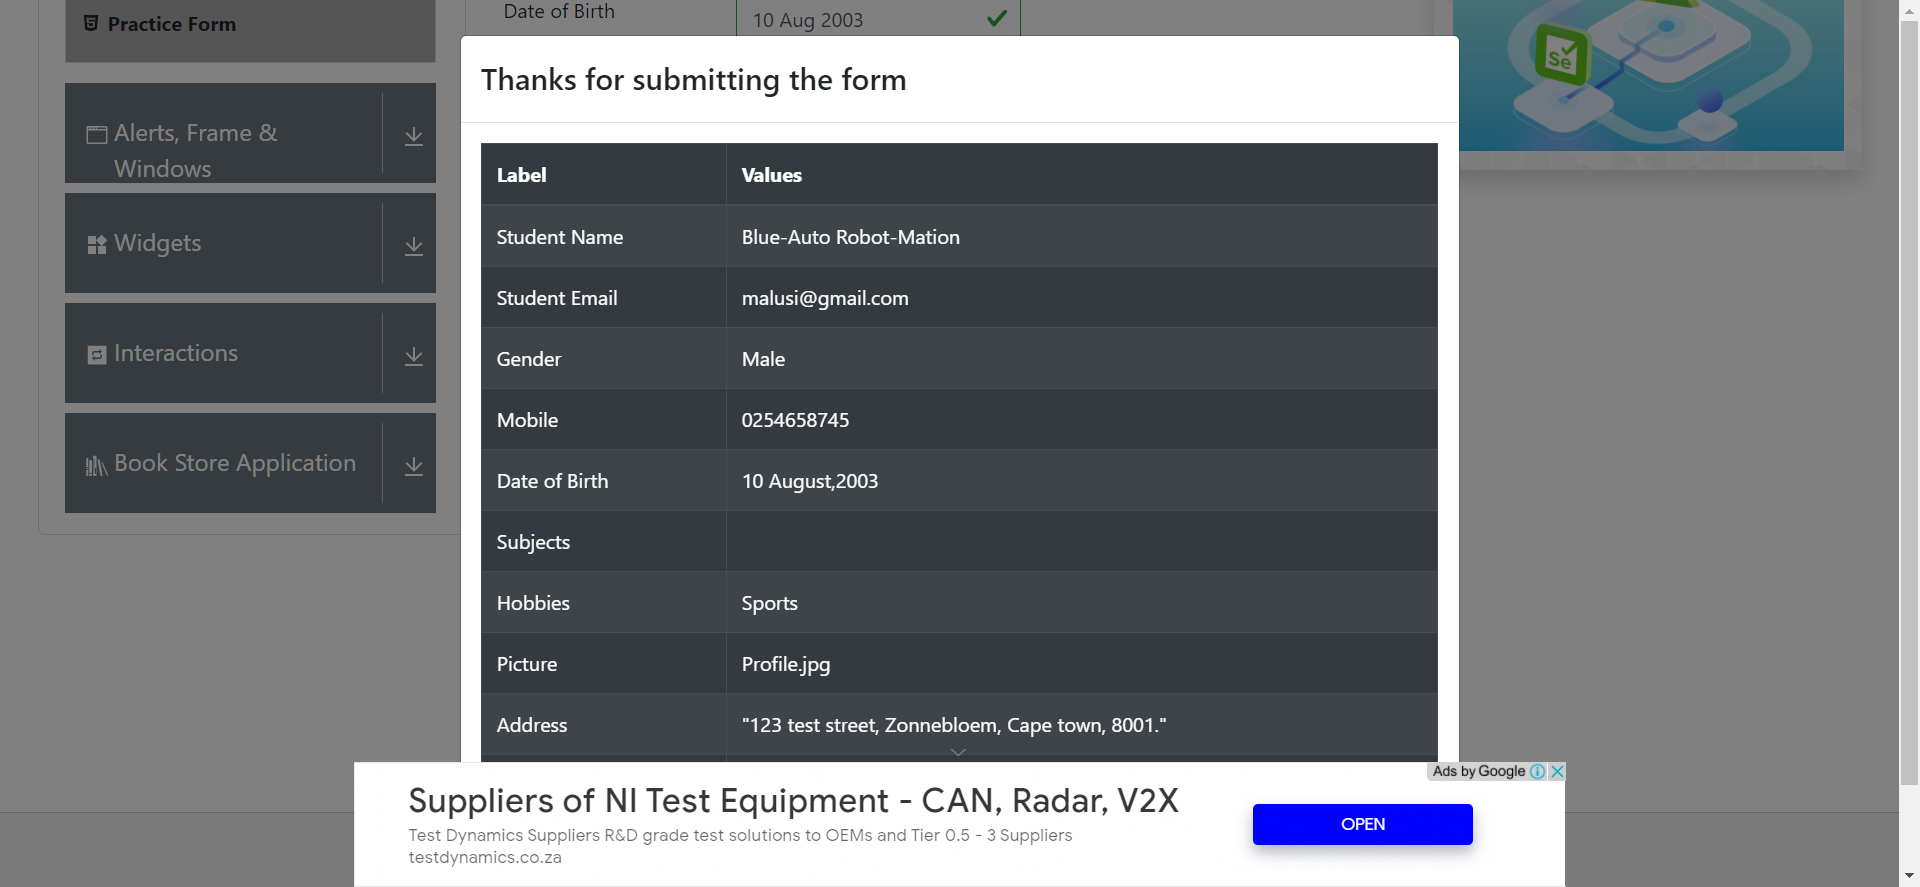 Practice Form
Alerts, Frame &
Windows
Widgets
Interactions
Book Store Application
Date of Birth
10 Aug 2003
Se
Thanks for submitting the form
Label Values
Student Name Blue-Auto Robot-Mation
Student Email malusi@gmail.com
Gender Male
Mobile 0254658745
Date of Birth 10 August,2003
Subjects
Hobbies Sports
Picture Profile.jpg
Address "123 test street, Zonnebloem, Cape town, 8001."
Ads by Google
Suppliers of NI Test Equipment - CAN, Radar, V2X
Test Dynamics Suppliers R&D grade test solutions to OEMs and Tier 0.5 - 3 Suppliers
testdynamics.co.za
OPEN